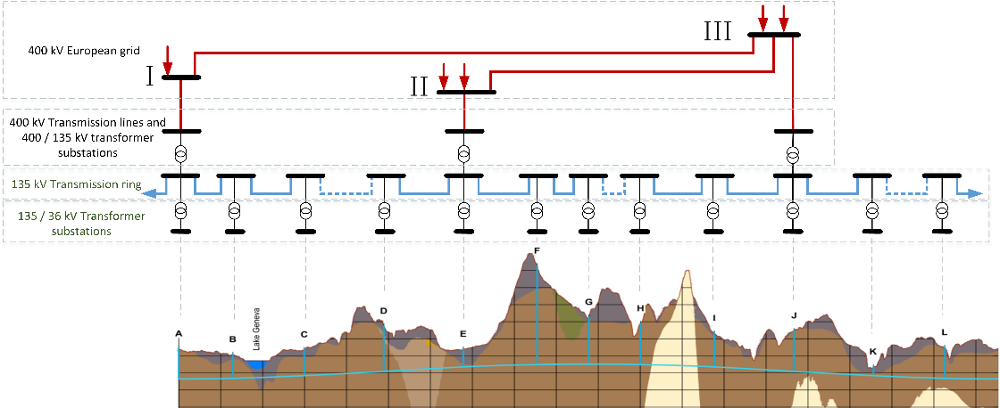 III
400 kV European grid
I
II
400 kV Transmission lines and
400 / 135 kV transformer
substations
135 kV Transmission ring
135 / 36 kV Transformer
substations
F
D
G
H
Lake Geneva
I
J
A
B
C
E
L
K